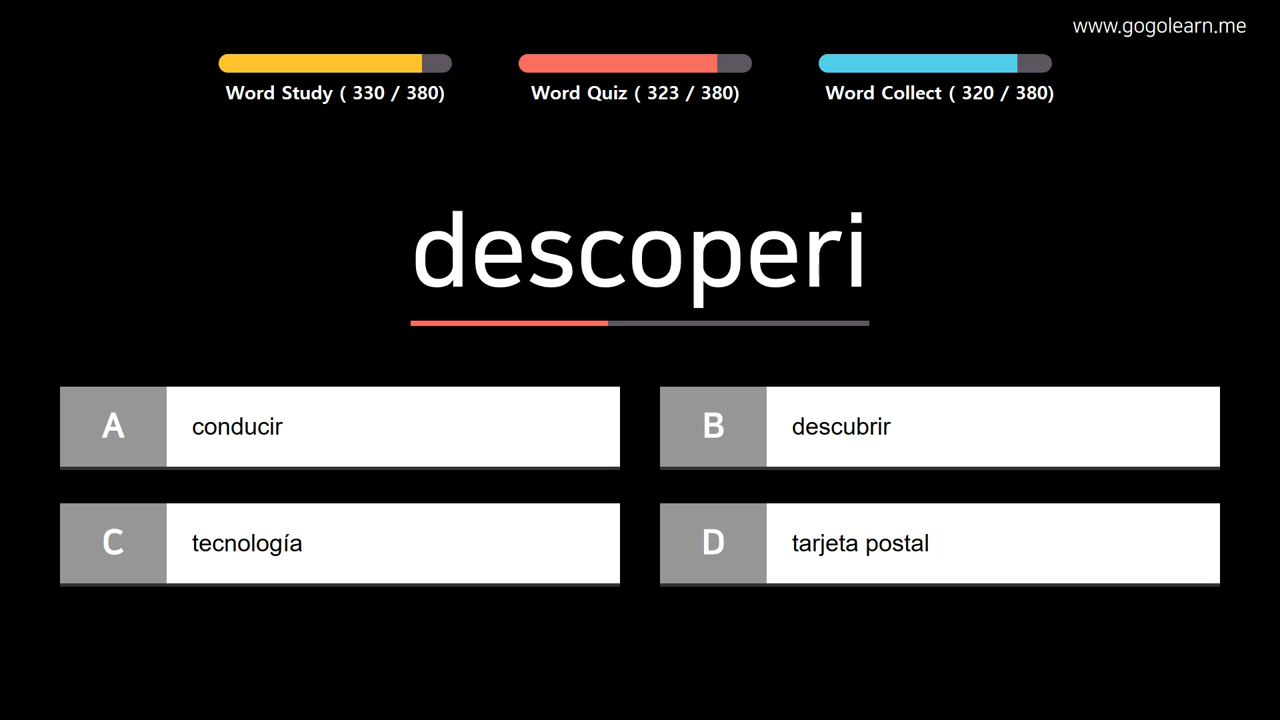 www.gogolearn.me
Word Study ( 330 / 380)
Word Quiz ( 323 / 380)
Word Collect ( 320 / 380)
descoperi
A
conducir
B
descubrir
C
tecnología
D
tarjeta postal